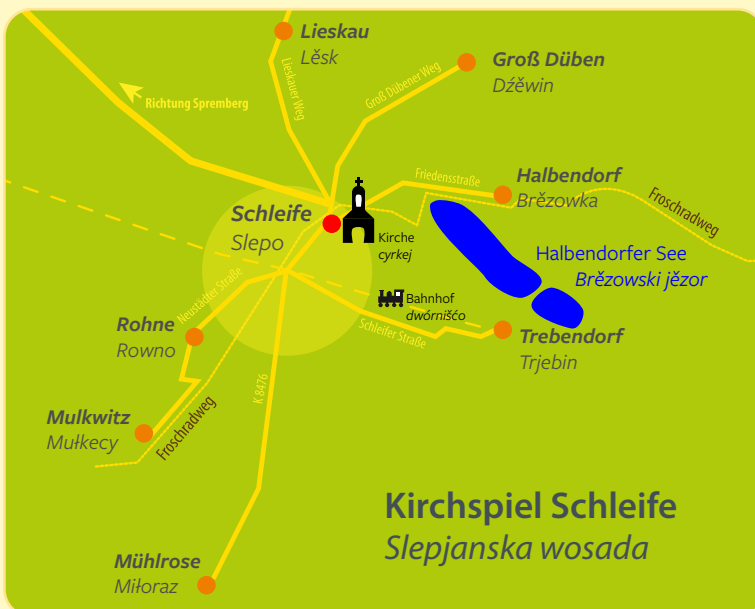 Lieskau
Lěsk
Groß Düben
Dźěwin
Lieskauer Weg
Groß Dübener Weg
Richtung Spremberg
Halbendorf
Brězowka
Friedensstraße
Froschradweg
Schleife
Slepo
Kirche
cyrkej
Halbendorfer See
Brězowski jězor
Neustädter Straße
Bahnhof
dwórnišćo
Rohne
Rowno
Schleifer Straße
Trebendorf
Trjebin
K 8476
Mulkwitz
Mułkecy
Froschradweg
Kirchspiel Schleife
Slepjanska wosada
Mühlrose
Miłoraz